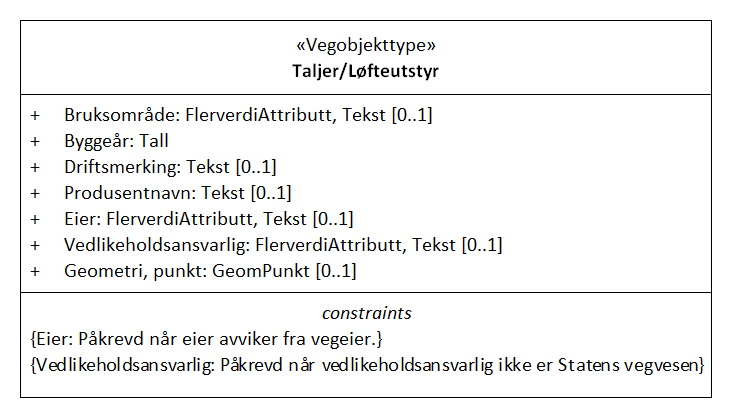 «Vegobjekttype»
Taljer/Løfteutstyr
+ Bruksområde: FlerverdiAttributt, Tekst [0..1]
+ Byggeår: Tall
+ Driftsmerking: Tekst [0..1]
+ Produsentnavn: Tekst [0..1]
+ Eier: FlerverdiAttributt, Tekst [0..1]
+ Vedlikeholdsansvarlig: FlerverdiAttributt, Tekst [0..1]
+ Geometri, punkt: GeomPunkt [0..1]
constraints
{Eier: Påkrevd når eier avviker fra vegeier.}
{Vedlikeholdsansvarlig: Påkrevd når vedlikeholdsansvarlig ikke er Statens vegvesen}